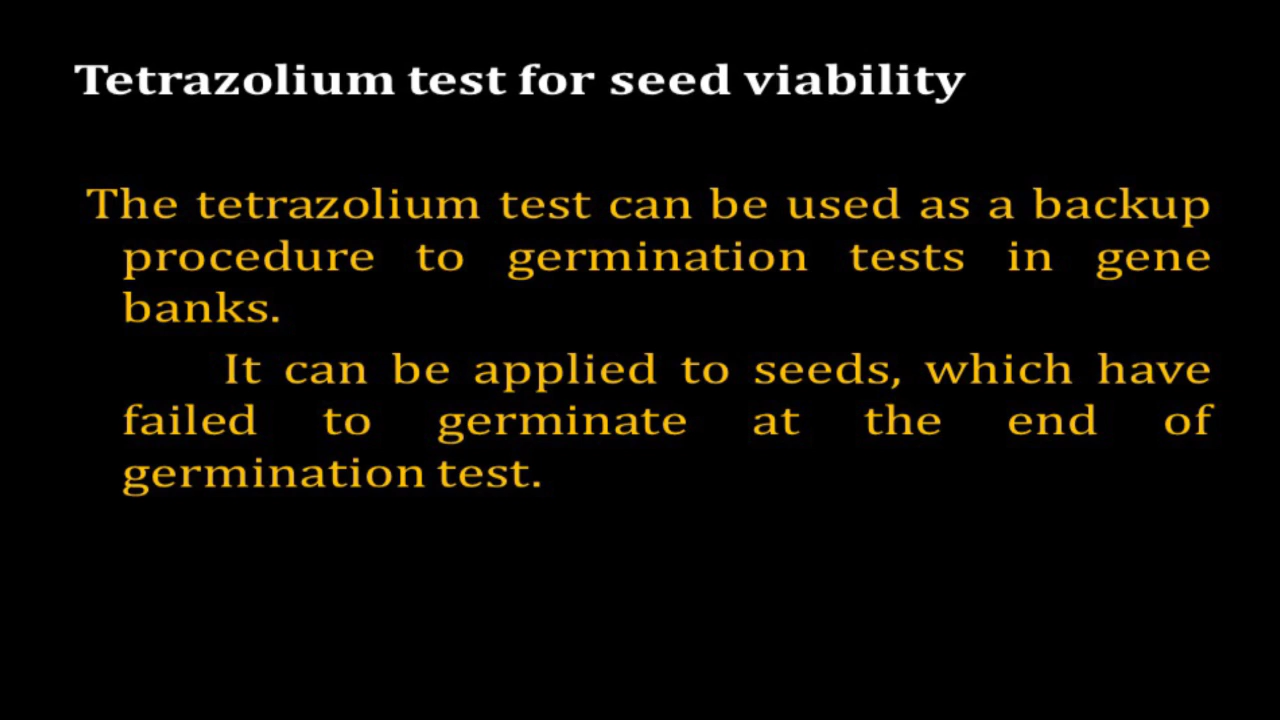 Tetrazolium test for seed viability
The tetrazolium test can be used as a backup
procedure to germination tests in gene
banks.
It can be applied to seeds, which have
failed to germinate at the end of
germination test.